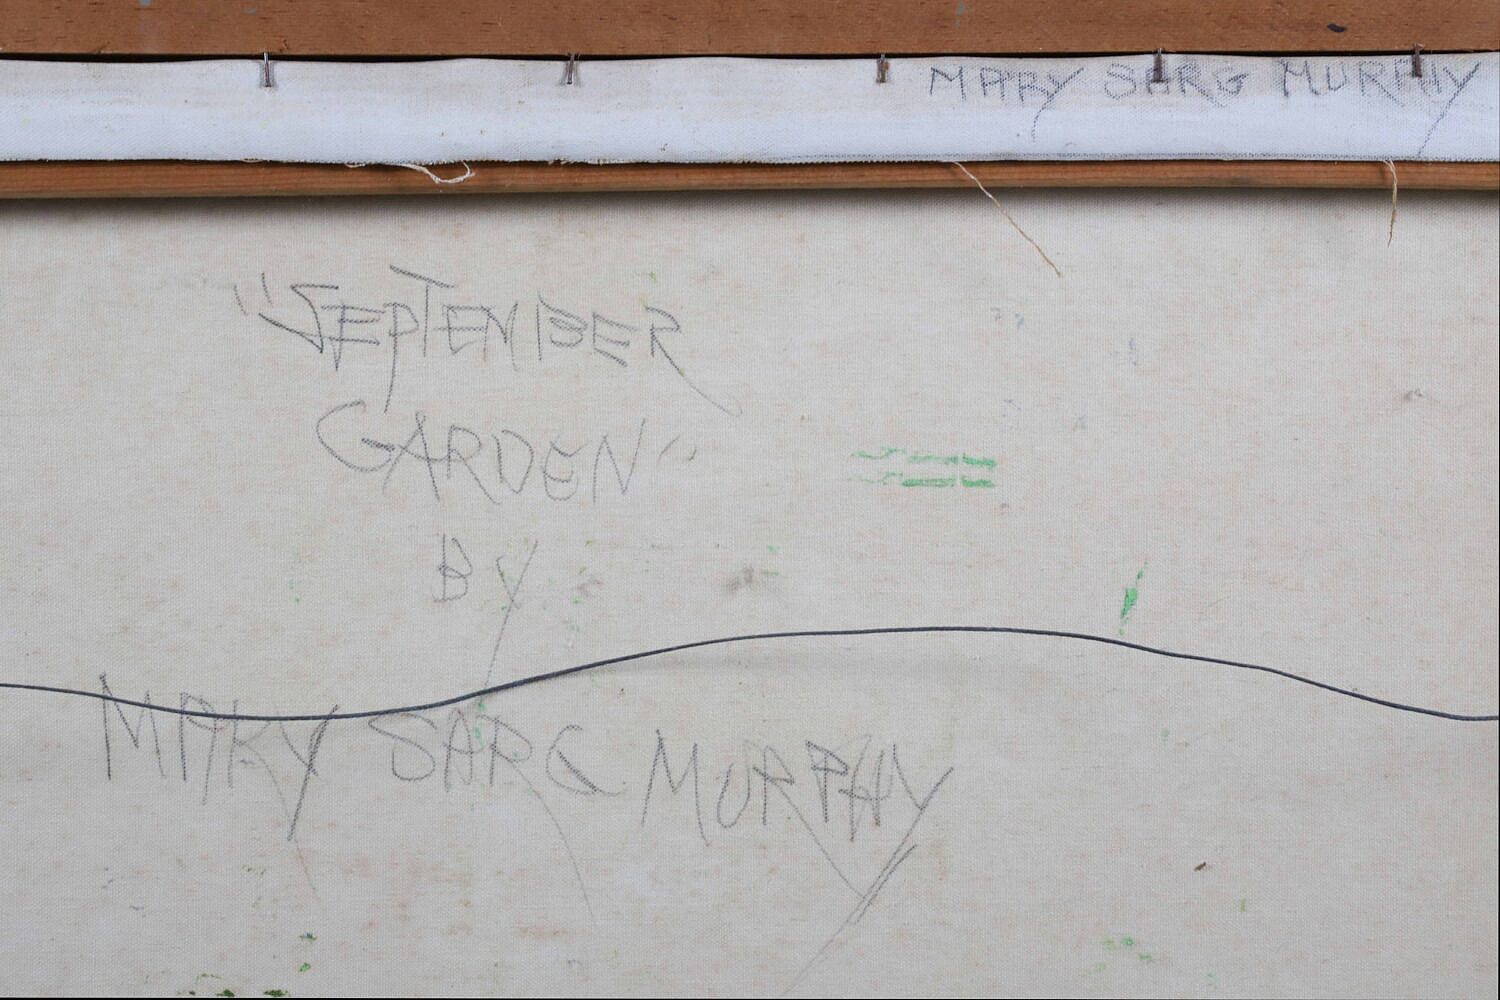 MARY SARG MURPHY
"SEPTEMBER
GARDEN"
BY
MARY SARG MURPHY